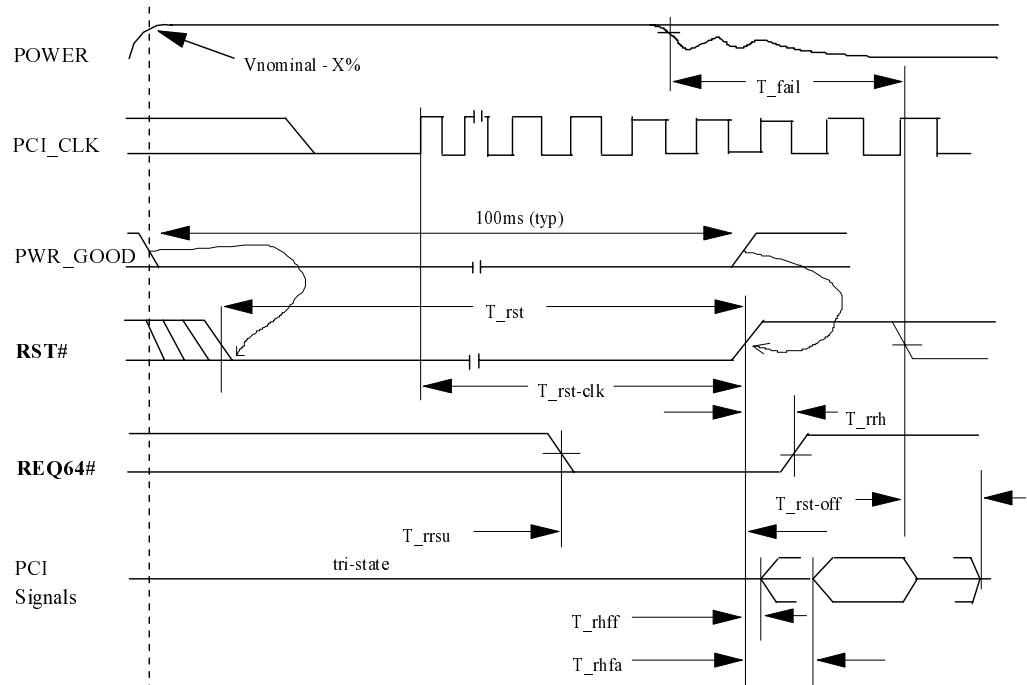 POWER
Vnominal - X%
T_fail
PCI_CLK
100ms (typ)
PWR_GOOD
T_rst
RST#
T_rst-clk
T_rrh
REQ64#
T_rst-off
T_rrsu
tri-state
PCI
Signals
T_rhff
T_rhfa